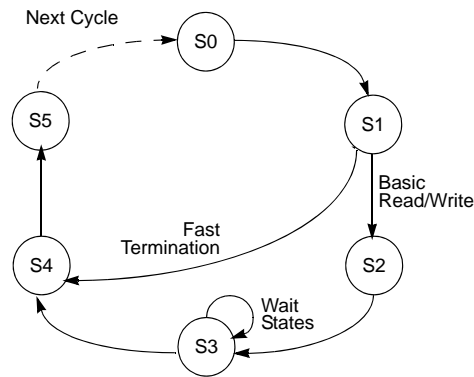 Next Cycle
S0
S5
S1
Basic
Read/Write
Fast
Termination
S4
S2
Wait
States
S3